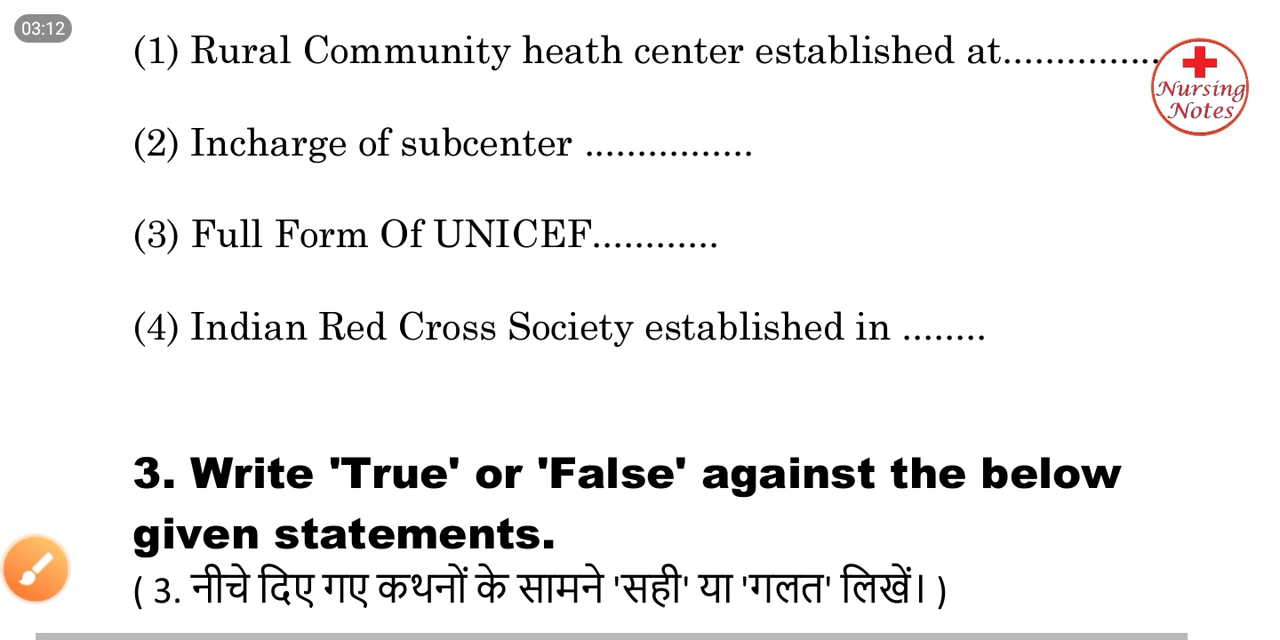 03:12
(1) Rural Community heath center established at...............
Nursing
Notes
(2) Incharge of subcenter ................
(3) Full Form Of UNICEF............
(4) Indian Red Cross Society established in ........
3. Write 'True' or 'False' against the below
given statements.
( 3. नीचे दिए गए कथनों के सामने 'सही' या 'गलत' लिखें। )